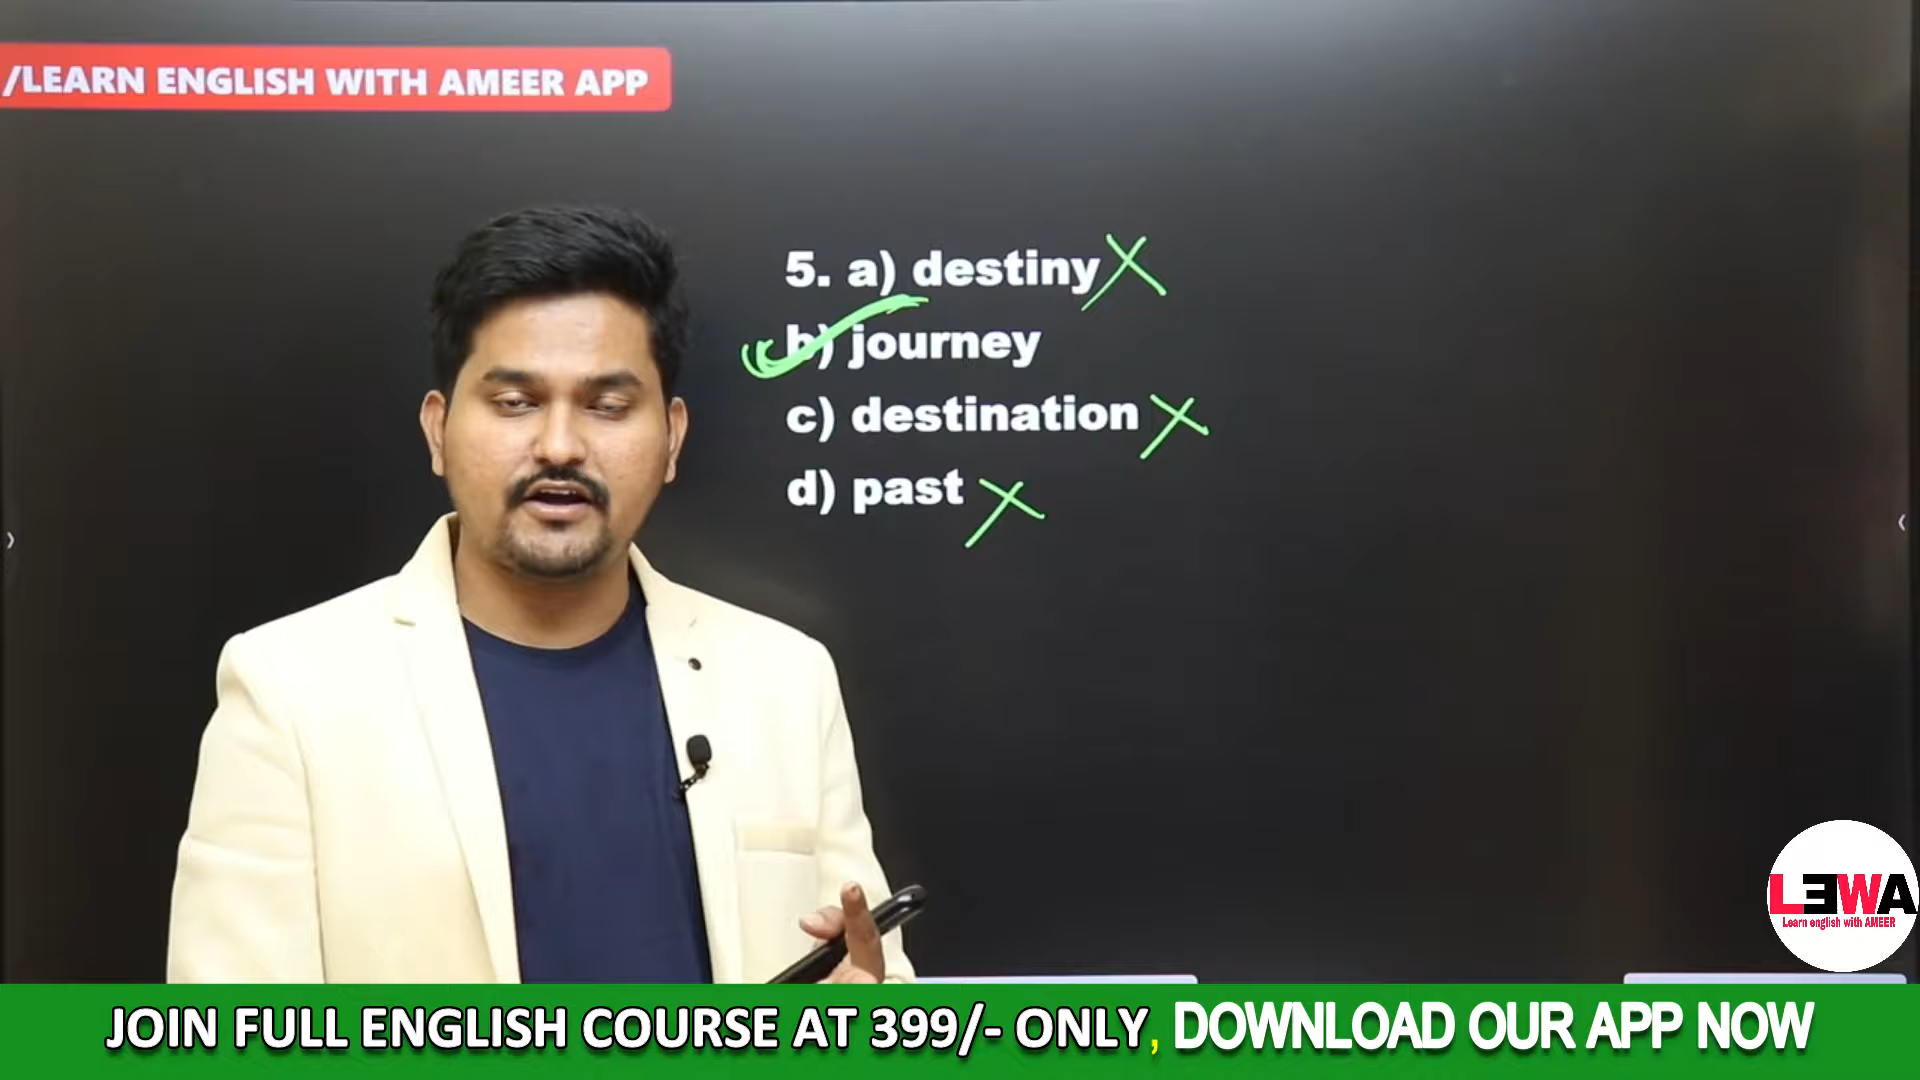 /LEARN ENGLISH WITH AMEER APP
5. a) destiny
b) journey
c) destination
d) past
L3WA
Learn english with AMEER
JOIN FULL ENGLISH COURSE AT 399/- ONLY, DOWNLOAD OUR APP NOW